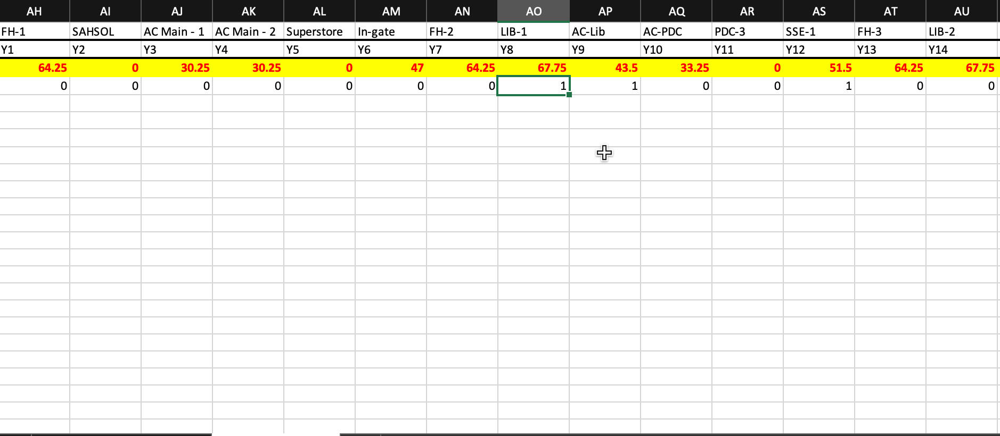 AH AI AJ AK AL AM AN AO AP AQ AR AS AT AU
FH-1 SAHSOL AC Main - 1 AC Main - 2 Superstore In-gate FH-2 LIB-1 AC-Lib AC-PDC PDC-3 SSE-1 FH-3 LIB-2
Y1 Y2 Y3 Y4 Y5 Y6 Y7 Y8 Y9 Y10 Y11 Y12 Y13 Y14
64.25 0 30.25 30.25 0 47 64.25 67.75 43.5 33.25 0 51.5 64.25 67.75
0 0 0 0 0 0 0 1 1 0 0 1 0 0